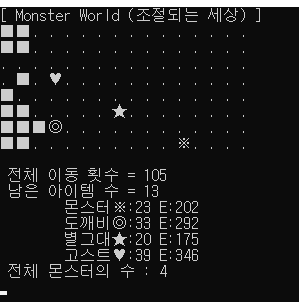 [ Monster World (조절되는 세상) ]
■■. . . . . . . . . . . . .
■■. . . . . . . . . . . . .
. . . . . . . . . . . . . . .
. ■. ♥. . . . . . . . . . .
■. . . . . . . . . . . . . .
■■. . . . . ★. . . . . . .
■■■◎. . . . . . . . . . .
■■. . . . . . . . . ※. . .
전체 이동 횟수 = 105
남은 아이템 수 = 13
몬스터※:23 E:202
도깨비◎:33 E:292
별그대★:20 E:175
고스트♥:39 E:346
전체 몬스터의 수 : 4